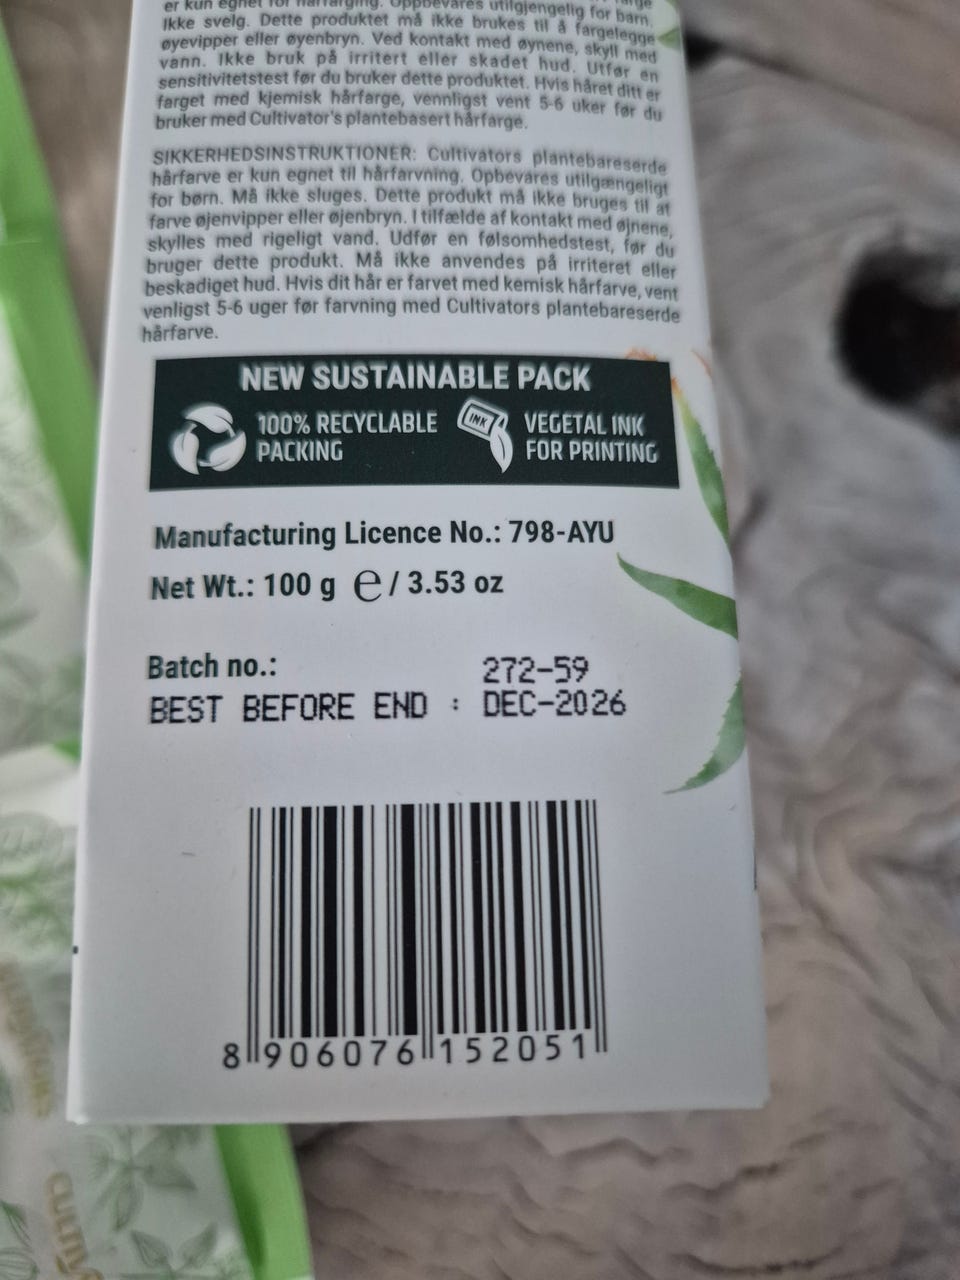 er kun egnet for hårfarging. Oppbevares utilgjengelig for barn.
Ikke svelg. Dette produktet må ikke brukes til å fargelegge
øyevipper eller øyenbryn. Ved kontakt med øynene, skyll med
vann. Ikke bruk på irritert eller skadet hud. Utfør en
sensitivitetstest før du bruker dette produktet. Hvis håret ditt er
farget med kjemisk hårfarge, vennligst vent 5-6 uker før du
bruker med Cultivator's plantebasert hårfarge.
SIKKERHEDSINSTRUKTIONER: Cultivators plantebareserde
hårfarve er kun egnet til hårfarvning. Opbevares utilgængeligt
for børn. Må ikke sluges. Dette produkt må ikke bruges til at
farve øjenvipper eller øjenbryn. I tilfælde af kontakt med øjnene,
skylles med rigeligt vand. Udfør en følsomhedstest, før du
bruger dette produkt. Må ikke anvendes på irriteret eller
beskadiget hud. Hvis dit hår er farvet med kemisk hårfarve, vent
venligst 5-6 uger før farvning med Cultivators plantebareserde
hårfarve.
NEW SUSTAINABLE PACK
100% RECYCLABLE
PACKING
INK
VEGETAL INK
FOR PRINTING
Manufacturing Licence No.: 798-AYU
Net Wt.: 100 g ℮ / 3.53 oz
Batch no.: 272-59
BEST BEFORE END : DEC-2026
8 906076 152051